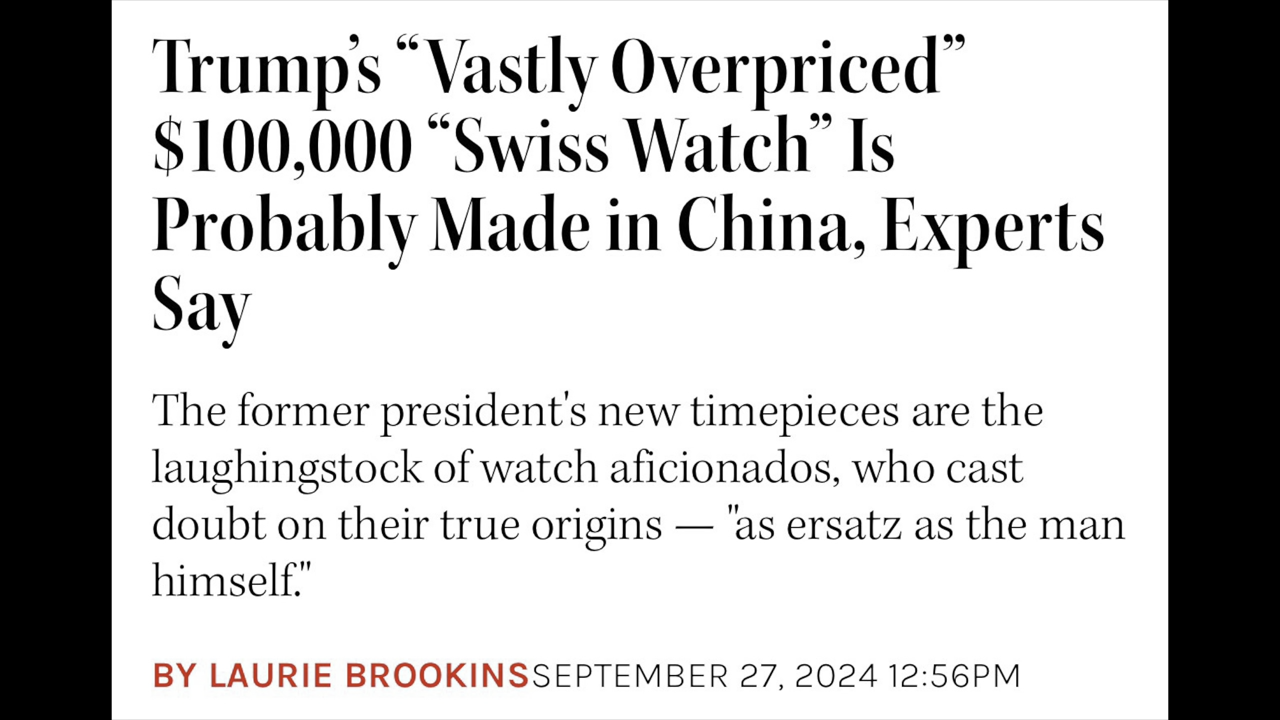 Trump’s “Vastly Overpriced”
$100,000 “Swiss Watch” Is
Probably Made in China, Experts
Say
The former president's new timepieces are the
laughingstock of watch aficionados, who cast
doubt on their true origins — "as ersatz as the man
himself."
BY LAURIE BROOKINSSEPTEMBER 27, 2024 12:56PM